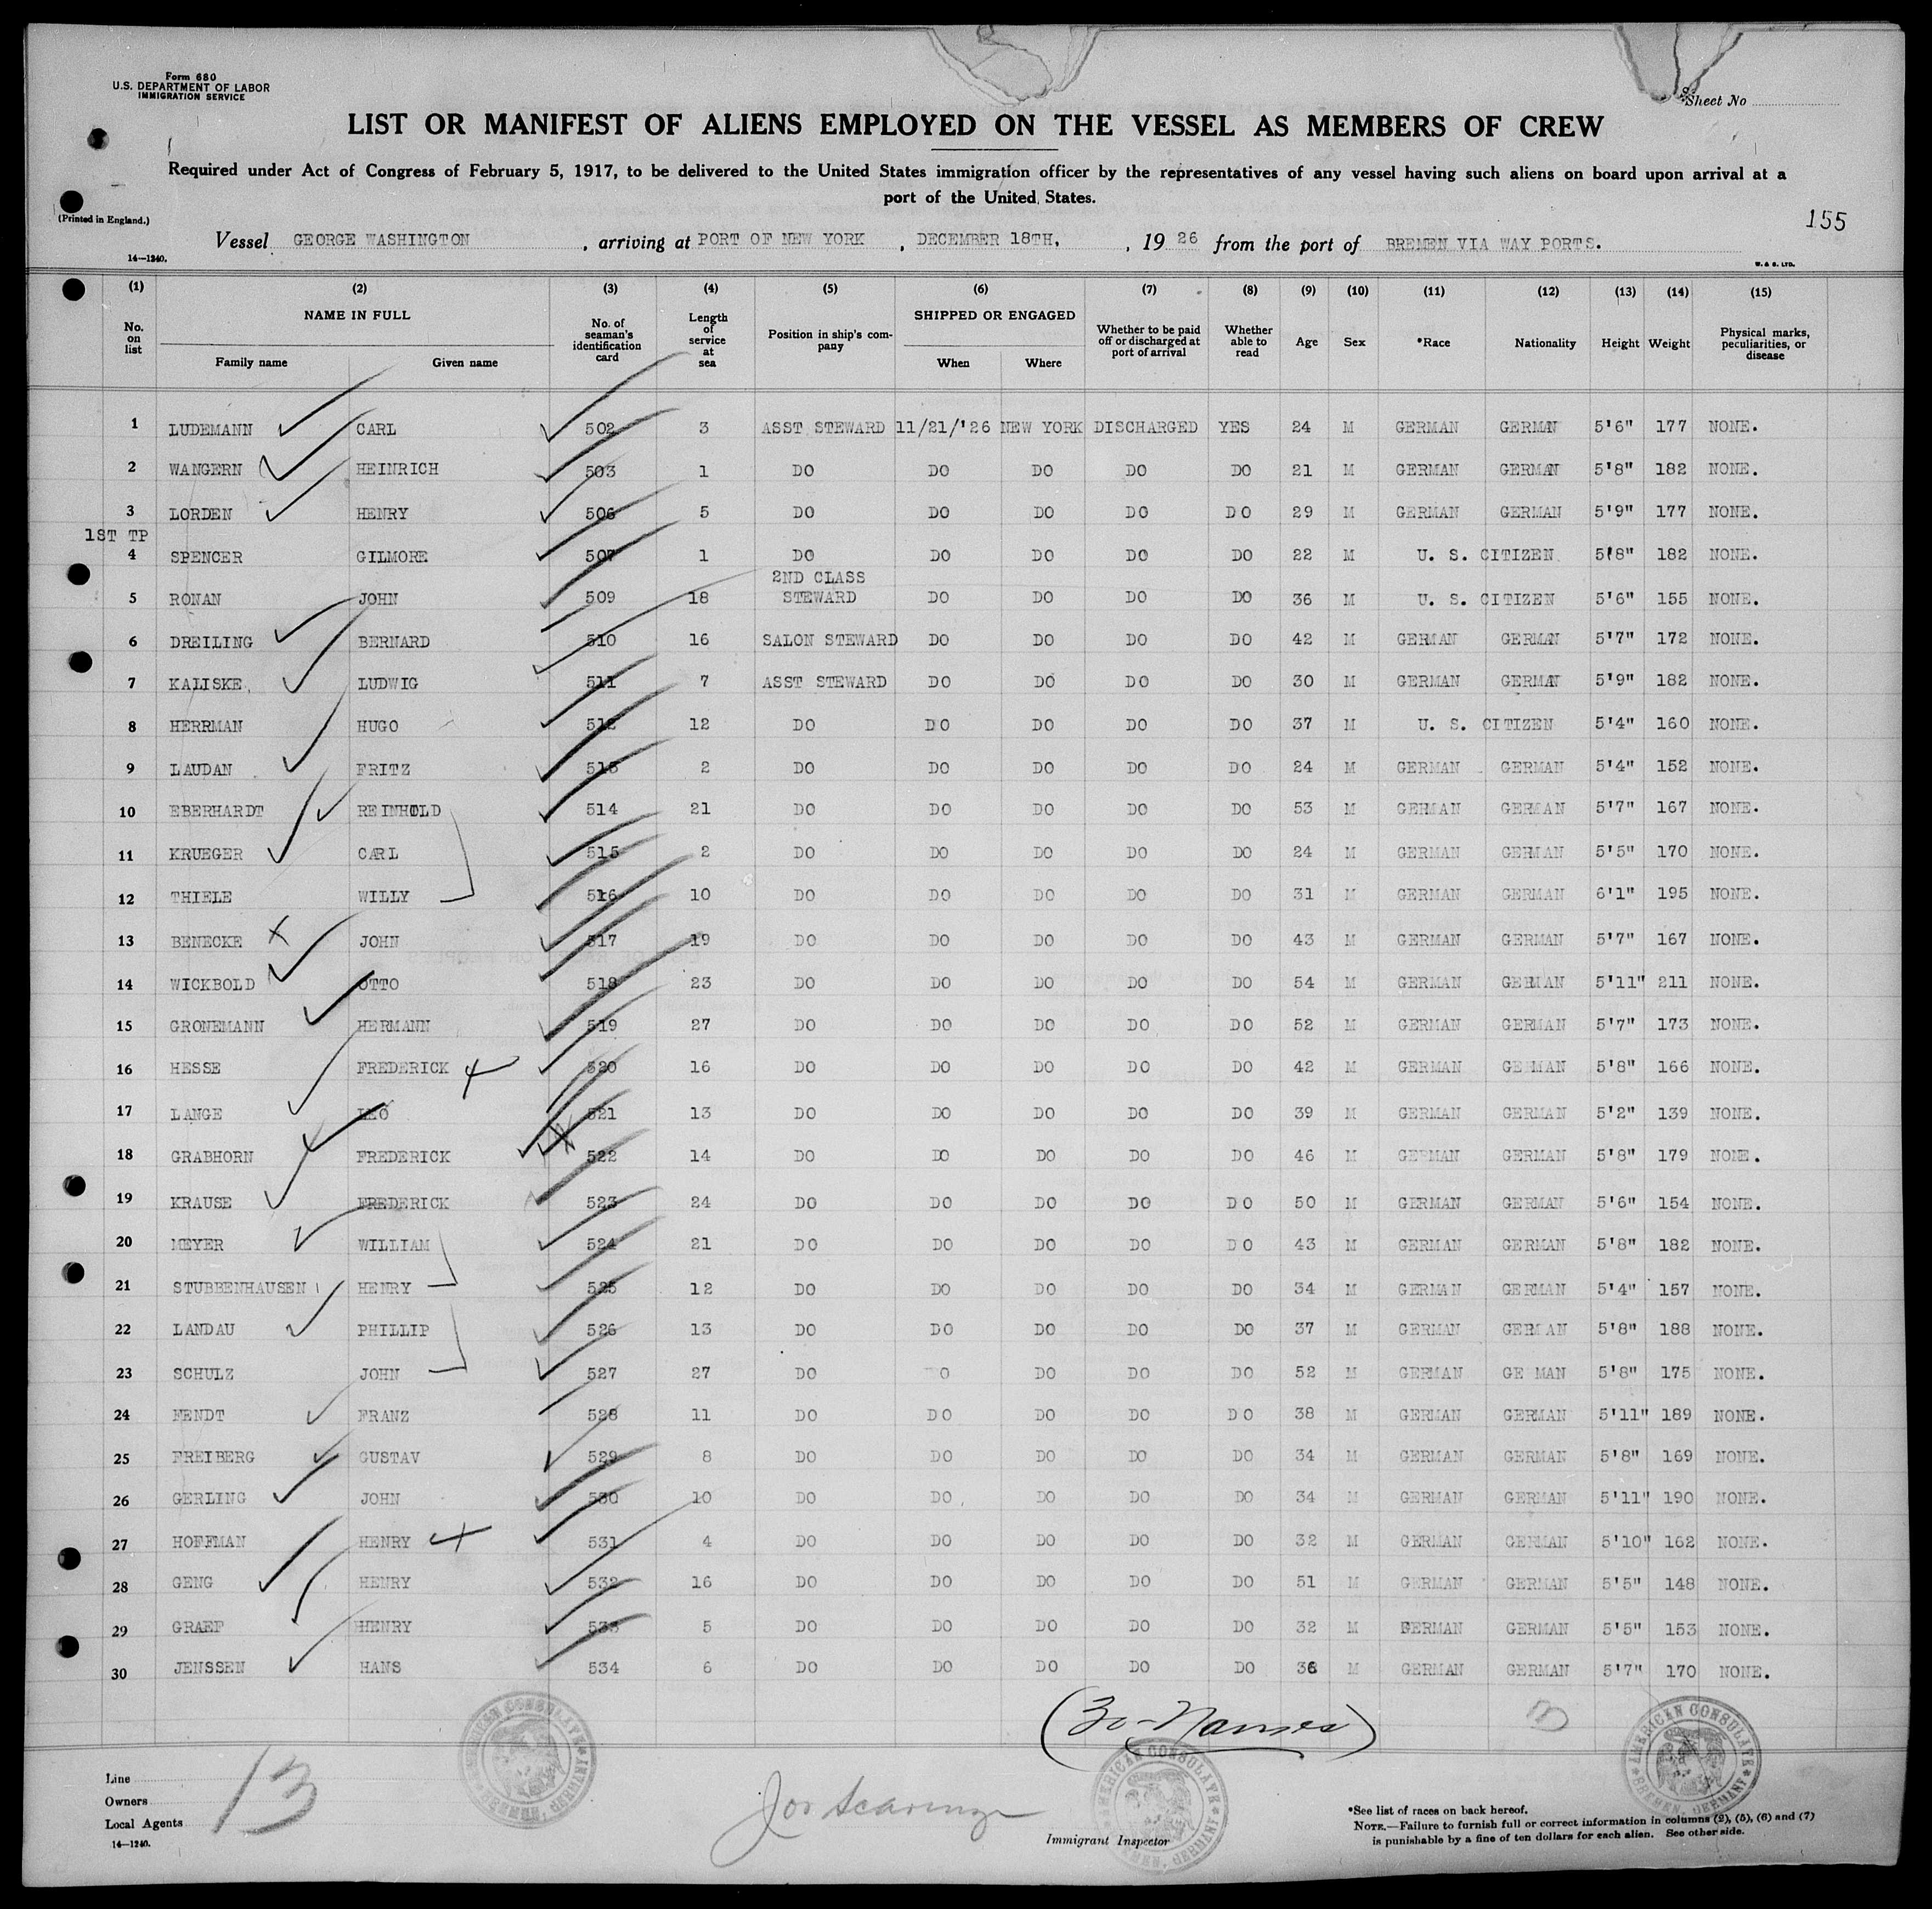 Form 680
U.S. DEPARTMENT OF LABOR
IMMIGRATION SERVICE
Sheet No
LIST OR MANIFEST OF ALIENS EMPLOYED ON THE VESSEL AS MEMBERS OF CREW
Required under Act of Congress of February 5, 1917, to be delivered to the United States immigration officer by the representatives of any vessel having such aliens on board upon arrival at a
port of the United States.
(Printed in England.)
155
Vessel GEORGE WASHINGTON, arriving at PORT OF NEW YORK, DECEMBER 18TH, , 1926 from the port of BREMEN VIA WAY PORTS.
14—1240.
W. & S. LTD.
(1) (2) (3) (4) (5) (6) (7) (8) (9) (10) (11) (12) (13) (14) (15)
No. on list NAME IN FULL Family name Given name No. of seaman's identification card Length of service at sea Position in ship's company SHIPPED OR ENGAGED When Where Whether to be paid off or discharged at port of arrival Whether able to read Age Sex *Race Nationality Height Weight Physical marks, peculiarities, or disease
1 LUDEMANN CARL 502 3 ASST STEWARD 11/21/'26 NEW YORK DISCHARGED YES 24 M GERMAN GERMAN 5'6" 177 NONE.
2 WANGERN HEINRICH 503 1 DO DO DO DO DO 21 M GERMAN GERMAN 5'8" 182 NONE.
3 LORDEN HENRY 506 5 DO DO DO DO DO 29 M GERMAN GERMAN 5'9" 177 NONE.
1ST TP
4 SPENCER GILMORE 507 1 DO DO DO DO DO 22 M U. S. CITIZEN 5'8" 182 NONE.
5 RONAN JOHN 509 18 2ND CLASS STEWARD DO DO DO DO 36 M U. S. CITIZEN 5'6" 155 NONE.
6 DREILING BERNARD 510 16 SALON STEWARD DO DO DO DO 42 M GERMAN GERMAN 5'7" 172 NONE.
7 KALISKE LUDWIG 511 7 ASST STEWARD DO DO DO DO 30 M GERMAN GERMAN 5'9" 182 NONE.
8 HERRMAN HUGO 512 12 DO DO DO DO DO 37 M U. S. CITIZEN 5'4" 160 NONE.
9 LAUDAN FRITZ 513 2 DO DO DO DO DO 24 M GERMAN GERMAN 5'4" 152 NONE.
10 EBERHARDT REINHOLD 514 21 DO DO DO DO DO 53 M GERMAN GERMAN 5'7" 167 NONE.
11 KRUEGER CARL 515 2 DO DO DO DO DO 24 M GERMAN GERMAN 5'5" 170 NONE.
12 THIELE WILLY 516 10 DO DO DO DO DO 31 M GERMAN GERMAN 6'1" 195 NONE.
13 BENECKE JOHN 517 19 DO DO DO DO DO 43 M GERMAN GERMAN 5'7" 167 NONE.
14 WICKBOLD OTTO 518 23 DO DO DO DO DO 54 M GERMAN GERMAN 5'11" 211 NONE.
15 GRONEMANN HERMANN 519 27 DO DO DO DO DO 52 M GERMAN GERMAN 5'7" 173 NONE.
16 HESSE FREDERICK 520 16 DO DO DO DO DO 42 M GERMAN GERMAN 5'8" 166 NONE.
17 LANGE LEO 521 13 DO DO DO DO DO 39 M GERMAN GERMAN 5'2" 139 NONE.
18 GRABHORN FREDERICK 522 14 DO DO DO DO DO 46 M GERMAN GERMAN 5'8" 179 NONE.
19 KRAUSE FREDERICK 523 24 DO DO DO DO DO 50 M GERMAN GERMAN 5'6" 154 NONE.
20 MEYER WILLIAM 524 21 DO DO DO DO DO 43 M GERMAN GERMAN 5'8" 182 NONE.
21 STUBBENHAUSEN HENRY 525 12 DO DO DO DO DO 34 M GERMAN GERMAN 5'4" 157 NONE.
22 LANDAU PHILLIP 526 13 DO DO DO DO DO 37 M GERMAN GERMAN 5'8" 188 NONE.
23 SCHULZ JOHN 527 27 DO O DO DO DO 52 M GERMAN GE MAN 5'8" 175 NONE.
24 FENDT FRANZ 528 11 DO DO DO DO DO 38 M GERMAN GERMAN 5'11" 189 NONE.
25 FREIBERG GUSTAV 529 8 DO DO DO DO DO 34 M GERMAN GERMAN 5'8" 169 NONE.
26 GERLING JOHN 530 10 DO DO DO DO DO 34 M GERMAN GERMAN 5'11" 190 NONE.
27 HOFFMAN HENRY 531 4 DO DO DO DO DO 32 M GERMAN GERMAN 5'10" 162 NONE.
28 GENG HENRY 532 16 DO DO DO DO DO 51 M GERMAN GERMAN 5'5" 148 NONE.
29 GRAEF HENRY 533 5 DO DO DO DO DO 32 M GERMAN GERMAN 5'5" 153 NONE.
30 JENSSEN HANS 534 6 DO DO DO DO DO 36 M GERMAN GERMAN 5'7" 170 NONE.
(30-Names)
AMERICAN CONSULATE BREMEN, GERMANY
AMERICAN CONSULATE BREMEN, GERMANY
AMERICAN CONSULATE BREMEN, GERMANY
Line
Owners
Local Agents
14—1240.
13
Immigrant Inspector
*See list of races on back hereof.
NOTE.—Failure to furnish full or correct information in columns (2), (5), (6) and (7)
is punishable by a fine of ten dollars for each alien. See other side.